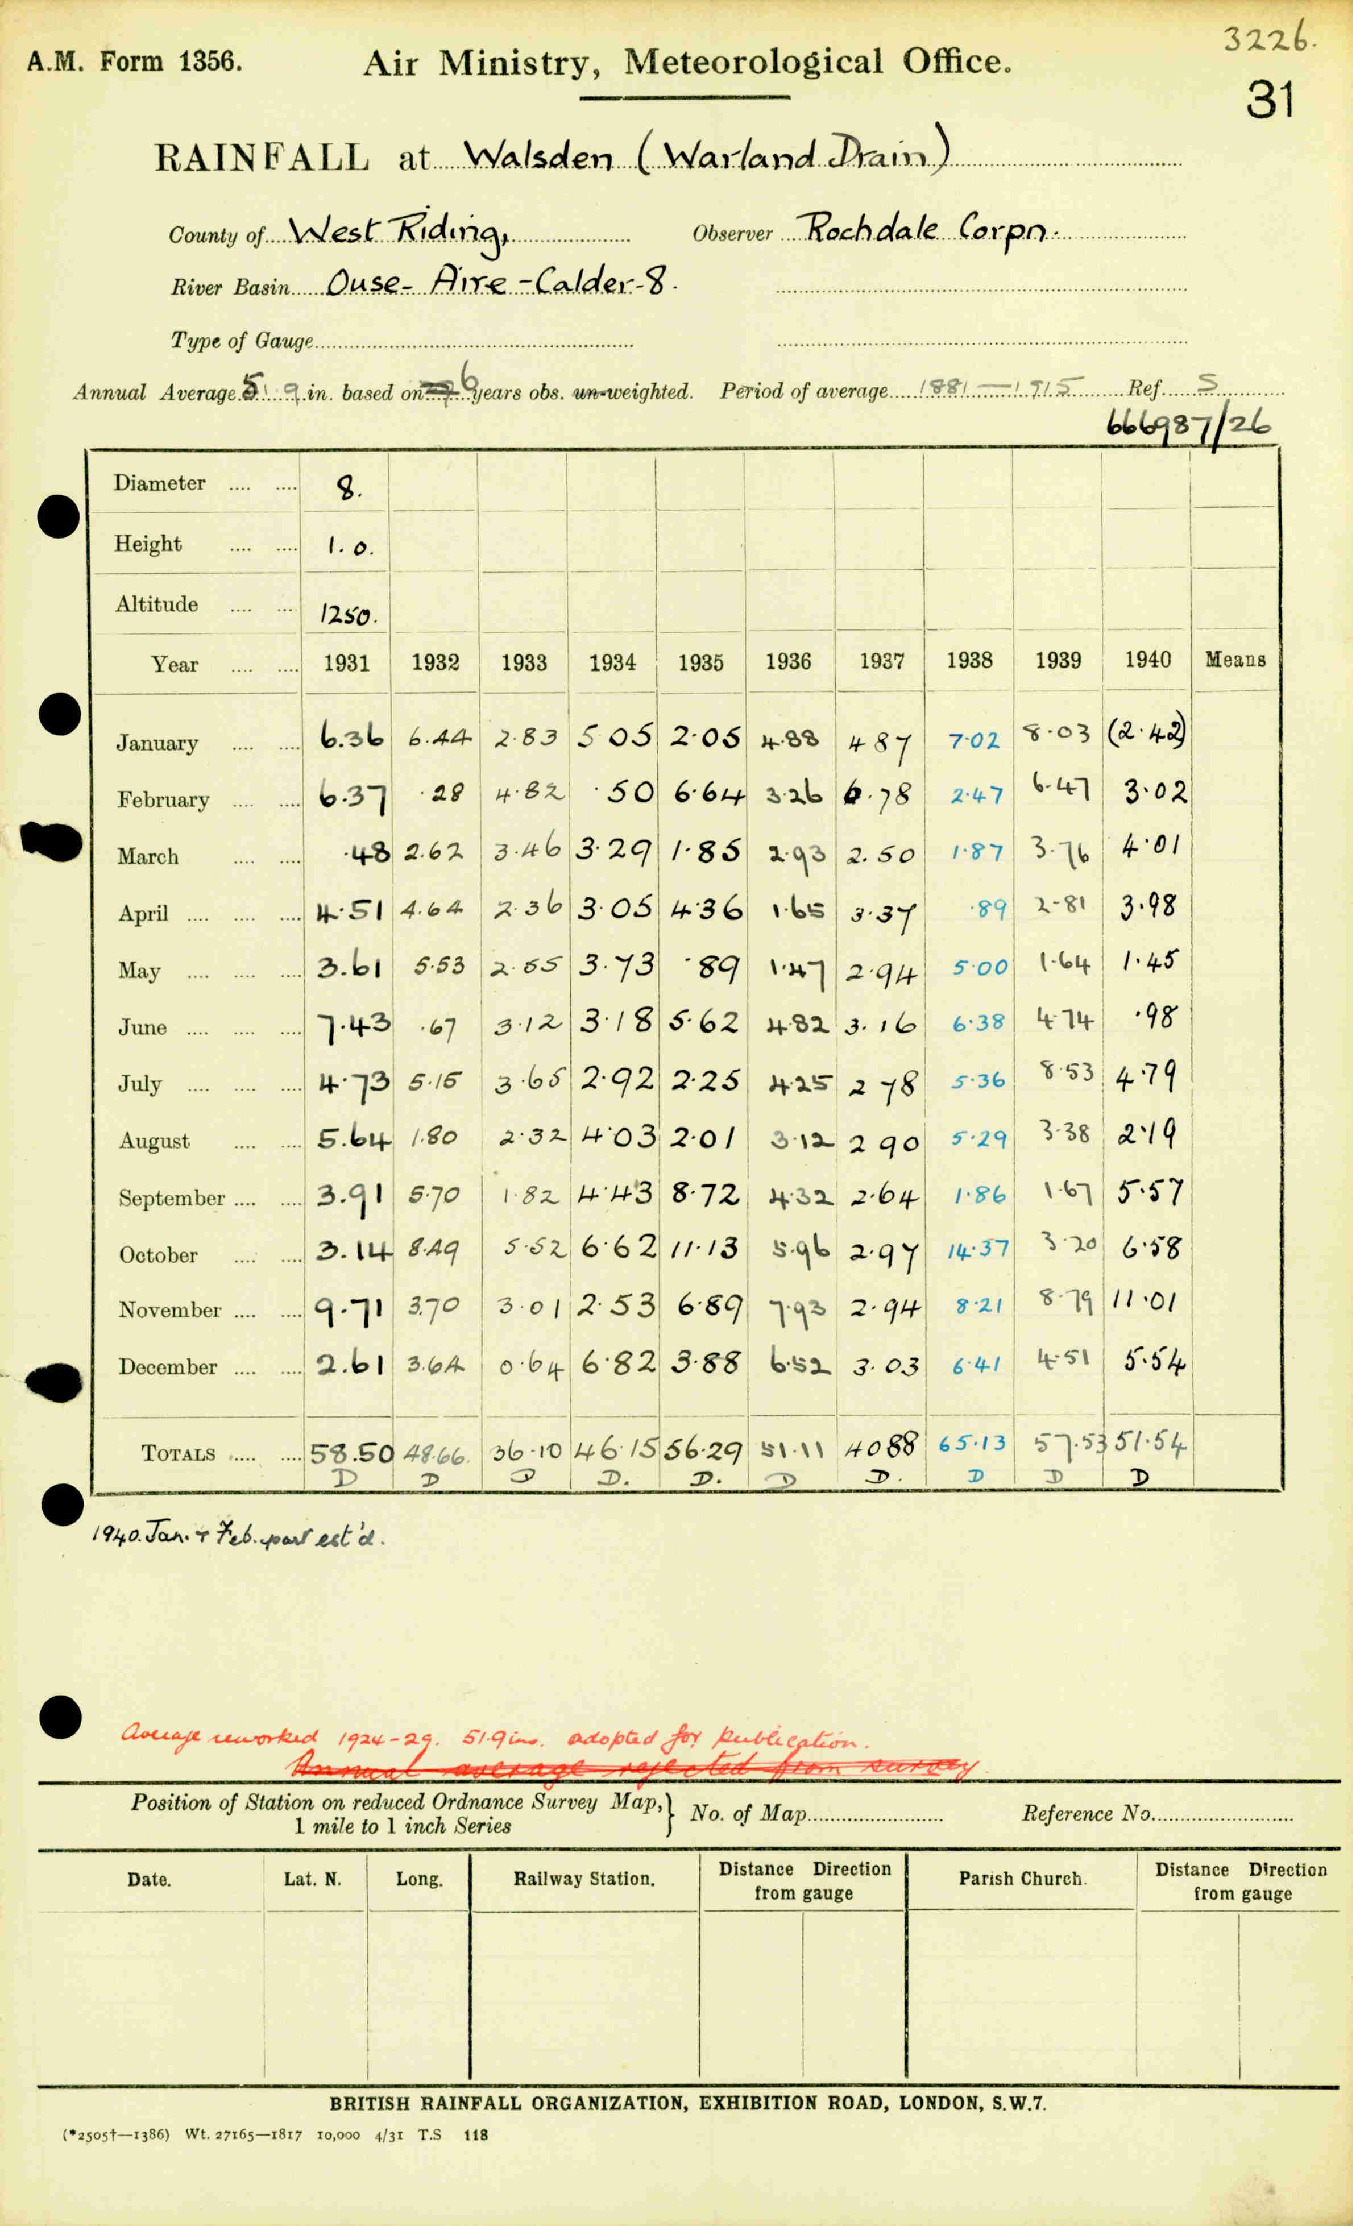 3226.
A.M. Form 1356. Air Ministry, Meteorological Office.
31
RAINFALL at Walsden (Warland Drain)
County of West Riding, Observer Rochdale Corpn.
River Basin Ouse-Aire-Calder-8.
Type of Gauge
Annual Average 51.9 in. based on 6 years obs. un-weighted. Period of average 1881-1915 Ref. S
666987/26
Diameter 8.
Height 1.0.
Altitude 1250.
Year 1931 1932 1933 1934 1935 1936 1937 1938 1939 1940 Means
January 6.36 6.44 2.83 5 05 2.05 4.88 4 87 7.02 8.03 (2.42)
February 6.37 .28 4.82 .50 6.64 3.26 6.78 2.47 6.47 3.02
March .48 2.62 3.46 3.29 1.85 2.93 2.50 1.87 3.76 4.01
April 4.51 4.64 2.36 3.05 4.36 1.65 3.37 .89 2.81 3.98
May 3.61 5.53 2.55 3.73 .89 1.47 2.94 5.00 1.64 1.45
June 7.43 .67 3.12 3.18 5.62 4.82 3.16 6.38 4.74 .98
July 4.73 5.15 3.65 2.92 2.25 4.25 2 78 5.36 8.53 4.79
August 5.64 1.80 2.32 4.03 2.01 3.12 2 90 5.29 3.38 2.19
September 3.91 5.70 1.82 4.43 8.72 4.32 2.64 1.86 1.67 5.57
October 3.14 8.49 5.52 6.62 11.13 5.96 2.97 14.37 3.20 6.58
November 9.71 3.70 3.01 2.53 6.89 7.93 2.94 8.21 8.79 11.01
December 2.61 3.64 0.64 6.82 3.88 6.52 3.03 6.41 4.51 5.54
TOTALS 58.50 48.66 36.10 46.15 56.29 51.11 40 88 65.13 57.53 51.54
D D D D. D. D D. D D D
1940. Jan. + Feb. part est'd.
Average reworked 1924-29. 51.9 ins. adopted for publication.
Annual average rejected from survey.
Position of Station on reduced Ordnance Survey Map, } No. of Map Reference No.
1 mile to 1 inch Series
Date. Lat. N. Long. Railway Station. Distance Direction from gauge Parish Church. Distance Direction from gauge
BRITISH RAINFALL ORGANIZATION, EXHIBITION ROAD, LONDON, S.W.7.
(*2505†—1386) Wt. 27165—1817 10,000 4/31 T.S 118